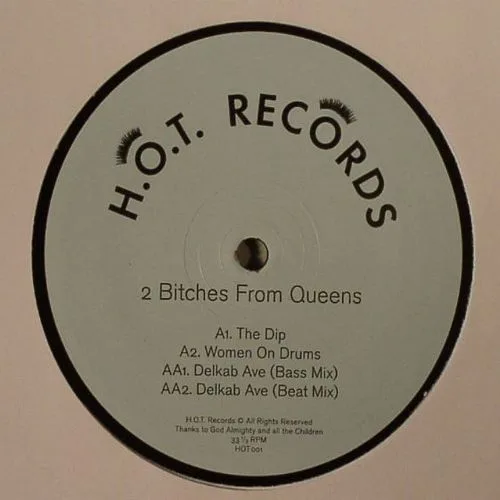 H.O.T. RECORDS
2 Bitches From Queens
A1. The Dip
A2. Women On Drums
AA1. Delkab Ave (Bass Mix)
AA2. Delkab Ave (Beat Mix)
H.O.T. Records © All Rights Reserved
Thanks to God Almighty and all the Children
33 ⅓ RPM
HOT001